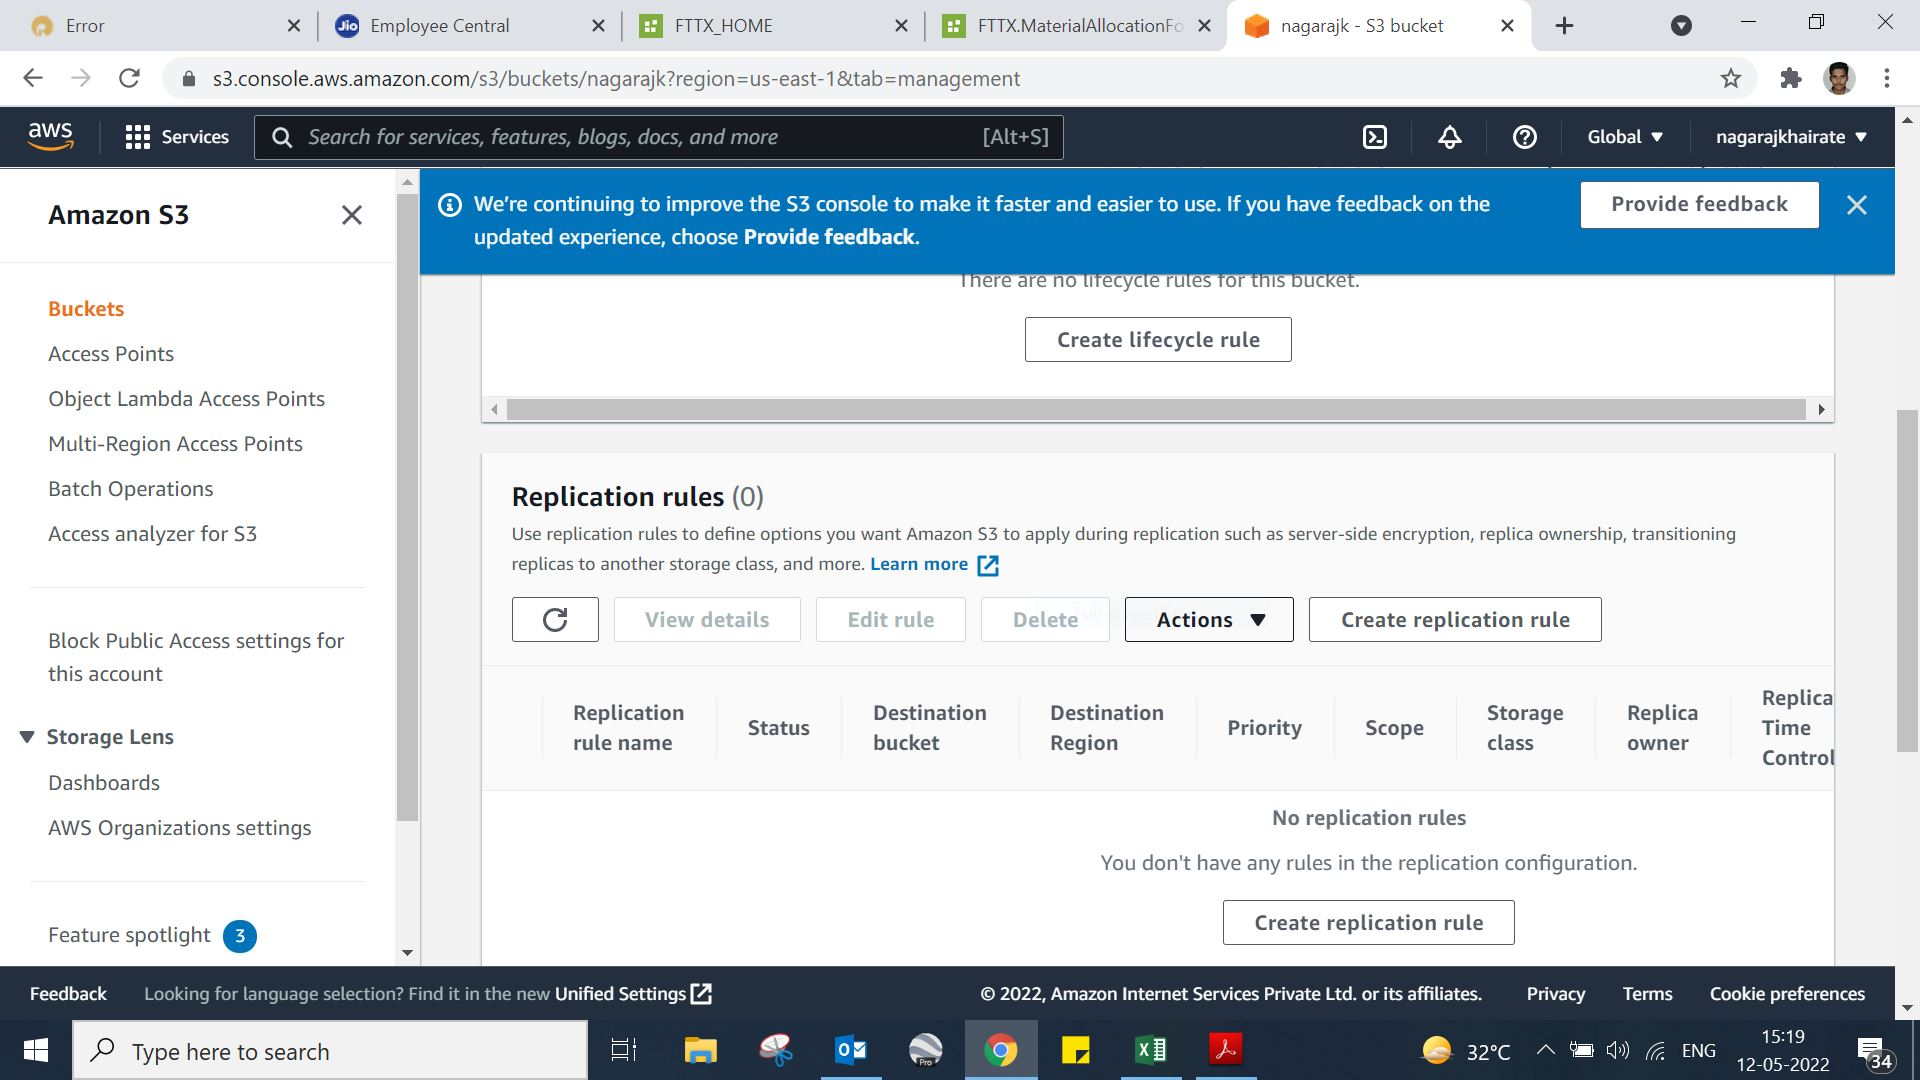 Error
Employee Central
FTTX_HOME
FTTX.MaterialAllocationFo
nagarajk - S3 bucket
s3.console.aws.amazon.com/s3/buckets/nagarajk?region=us-east-1&tab=management
aws
Services
Search for services, features, blogs, docs, and more
[Alt+S]
Global
nagarajkhairate
Amazon S3
We're continuing to improve the S3 console to make it faster and easier to use. If you have feedback on the
updated experience, choose Provide feedback.
Provide feedback
Buckets
Access Points
Object Lambda Access Points
Multi-Region Access Points
Batch Operations
Access analyzer for S3
Block Public Access settings for
this account
Storage Lens
Dashboards
AWS Organizations settings
Feature spotlight 3
There are no lifecycle rules for this bucket.
Create lifecycle rule
Replication rules (0)
Use replication rules to define options you want Amazon S3 to apply during replication such as server-side encryption, replica ownership, transitioning
replicas to another storage class, and more. Learn more
View details
Edit rule
Delete
Actions
Create replication rule
Replication
rule name
Status
Destination
bucket
Destination
Region
Priority
Scope
Storage
class
Replica
owner
Replica
Time
Control
No replication rules
You don't have any rules in the replication configuration.
Create replication rule
Feedback
Looking for language selection? Find it in the new Unified Settings
© 2022, Amazon Internet Services Private Ltd. or its affiliates.
Privacy
Terms
Cookie preferences
Type here to search
Pro
32°C
ENG
15:19
12-05-2022
34